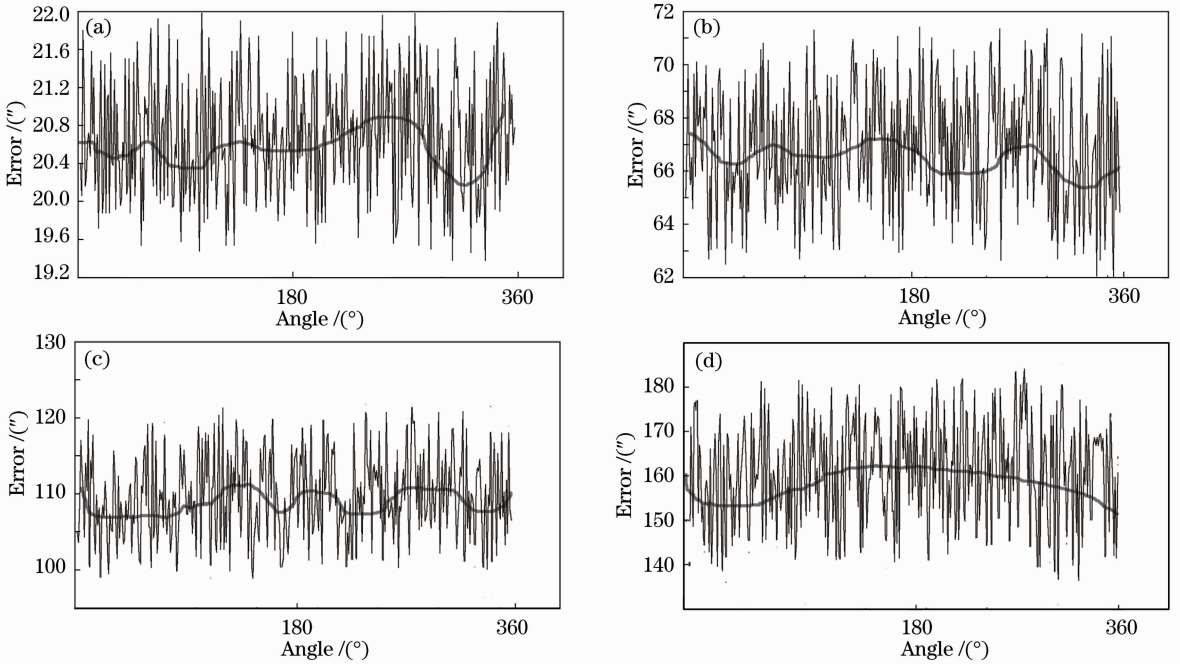 (a)
22.0
21.6
21.2
20.8
20.4
20.0
19.6
19.2
Error /(″)
180
360
Angle /(°)
(b)
72
70
68
66
64
62
Error /(″)
180
360
Angle /(°)
(c)
130
120
110
100
Error /(″)
180
360
Angle /(°)
(d)
180
170
160
150
140
Error /(″)
180
360
Angle /(°)